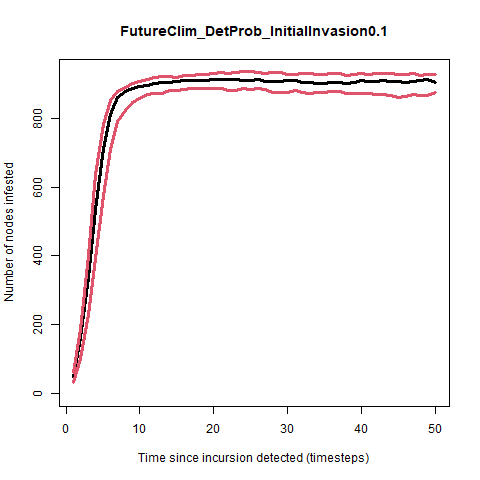 FutureClim_DetProb_InitialInvasion0.1
Number of nodes infested
800
600
400
200
0
0 10 20 30 40 50
Time since incursion detected (timesteps)